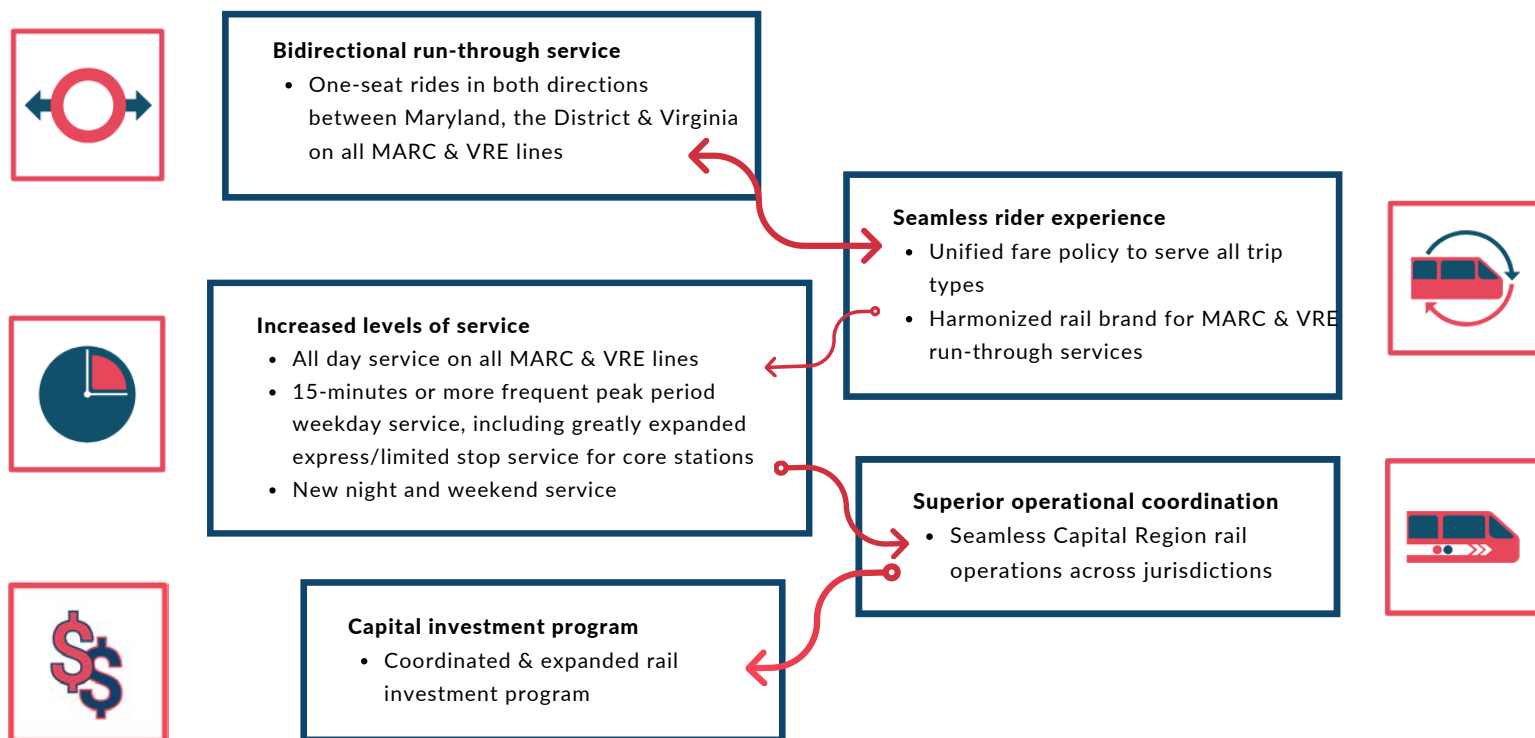 Bidirectional run-through service
• One-seat rides in both directions
between Maryland, the District & Virginia
on all MARC & VRE lines
Seamless rider experience
• Unified fare policy to serve all trip
types
• Harmonized rail brand for MARC & VRE
run-through services
Increased levels of service
• All day service on all MARC & VRE lines
• 15-minutes or more frequent peak period
weekday service, including greatly expanded
express/limited stop service for core stations
• New night and weekend service
Superior operational coordination
• Seamless Capital Region rail
operations across jurisdictions
Capital investment program
• Coordinated & expanded rail
investment program